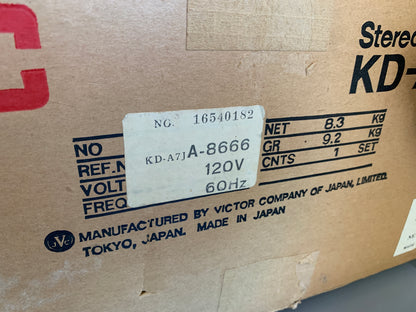 Stereo
KD-
NO. 16540182
NO KD-A7J A-8666 NET 8.3 Kg
REF.N 120V GR 9.2 Kg
VOLT 60Hz CNTS 1 SET
FREQ
JVC MANUFACTURED BY VICTOR COMPANY OF JAPAN, LIMITED.
TOKYO, JAPAN. MADE IN JAPAN